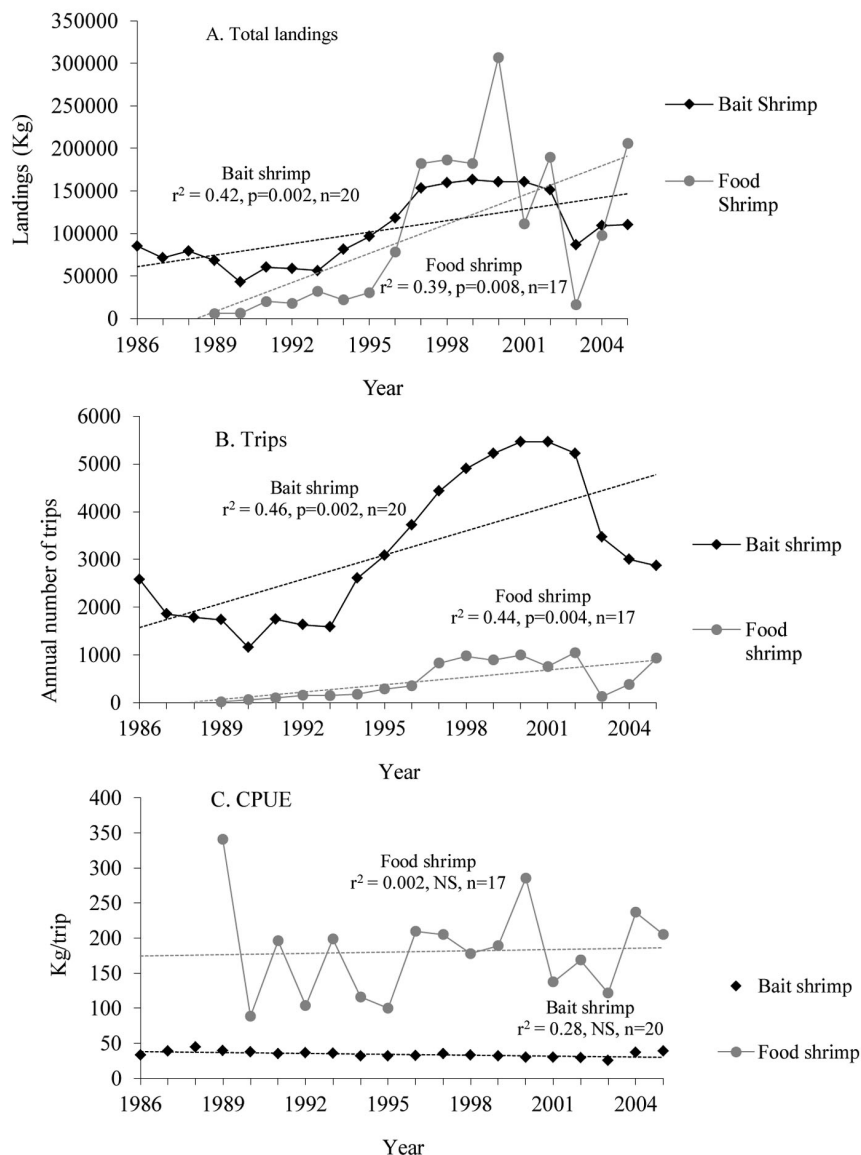 A. Total landings
Landings (Kg)
350000
300000
250000
200000
150000
100000
50000
0
Bait shrimp
r² = 0.42, p=0.002, n=20
Food shrimp
r² = 0.39, p=0.008, n=17
1986 1989 1992 1995 1998 2001 2004
Year
Bait Shrimp
Food
Shrimp
B. Trips
Annual number of trips
6000
5000
4000
3000
2000
1000
0
Bait shrimp
r² = 0.46, p=0.002, n=20
Food shrimp
r² = 0.44, p=0.004, n=17
1986 1989 1992 1995 1998 2001 2004
Year
Bait shrimp
Food
shrimp
C. CPUE
Kg/trip
400
350
300
250
200
150
100
50
0
Food shrimp
r² = 0.002, NS, n=17
Bait shrimp
r² = 0.28, NS, n=20
1986 1989 1992 1995 1998 2001 2004
Year
Bait shrimp
Food shrimp